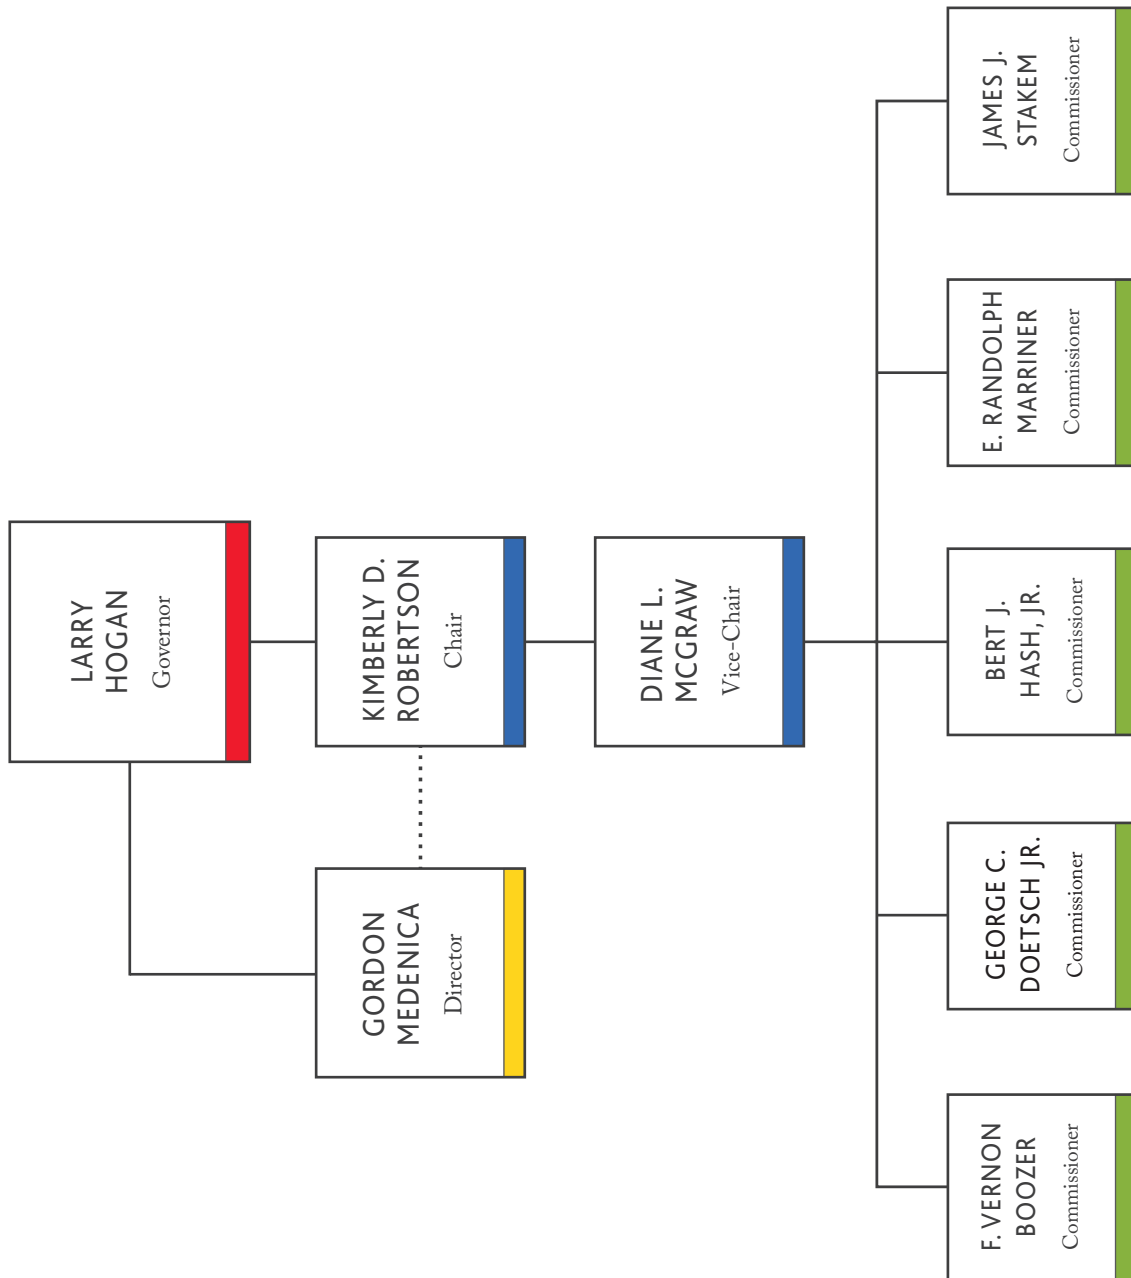 LARRY
HOGAN
Governor
GORDON
MEDENICA
Director
KIMBERLY D.
ROBERTSON
Chair
DIANE L.
MCGRAW
Vice-Chair
F. VERNON
BOOZER
Commissioner
GEORGE C.
DOETSCH JR.
Commissioner
BERT J.
HASH, JR.
Commissioner
E. RANDOLPH
MARRINER
Commissioner
JAMES J.
STAKEM
Commissioner